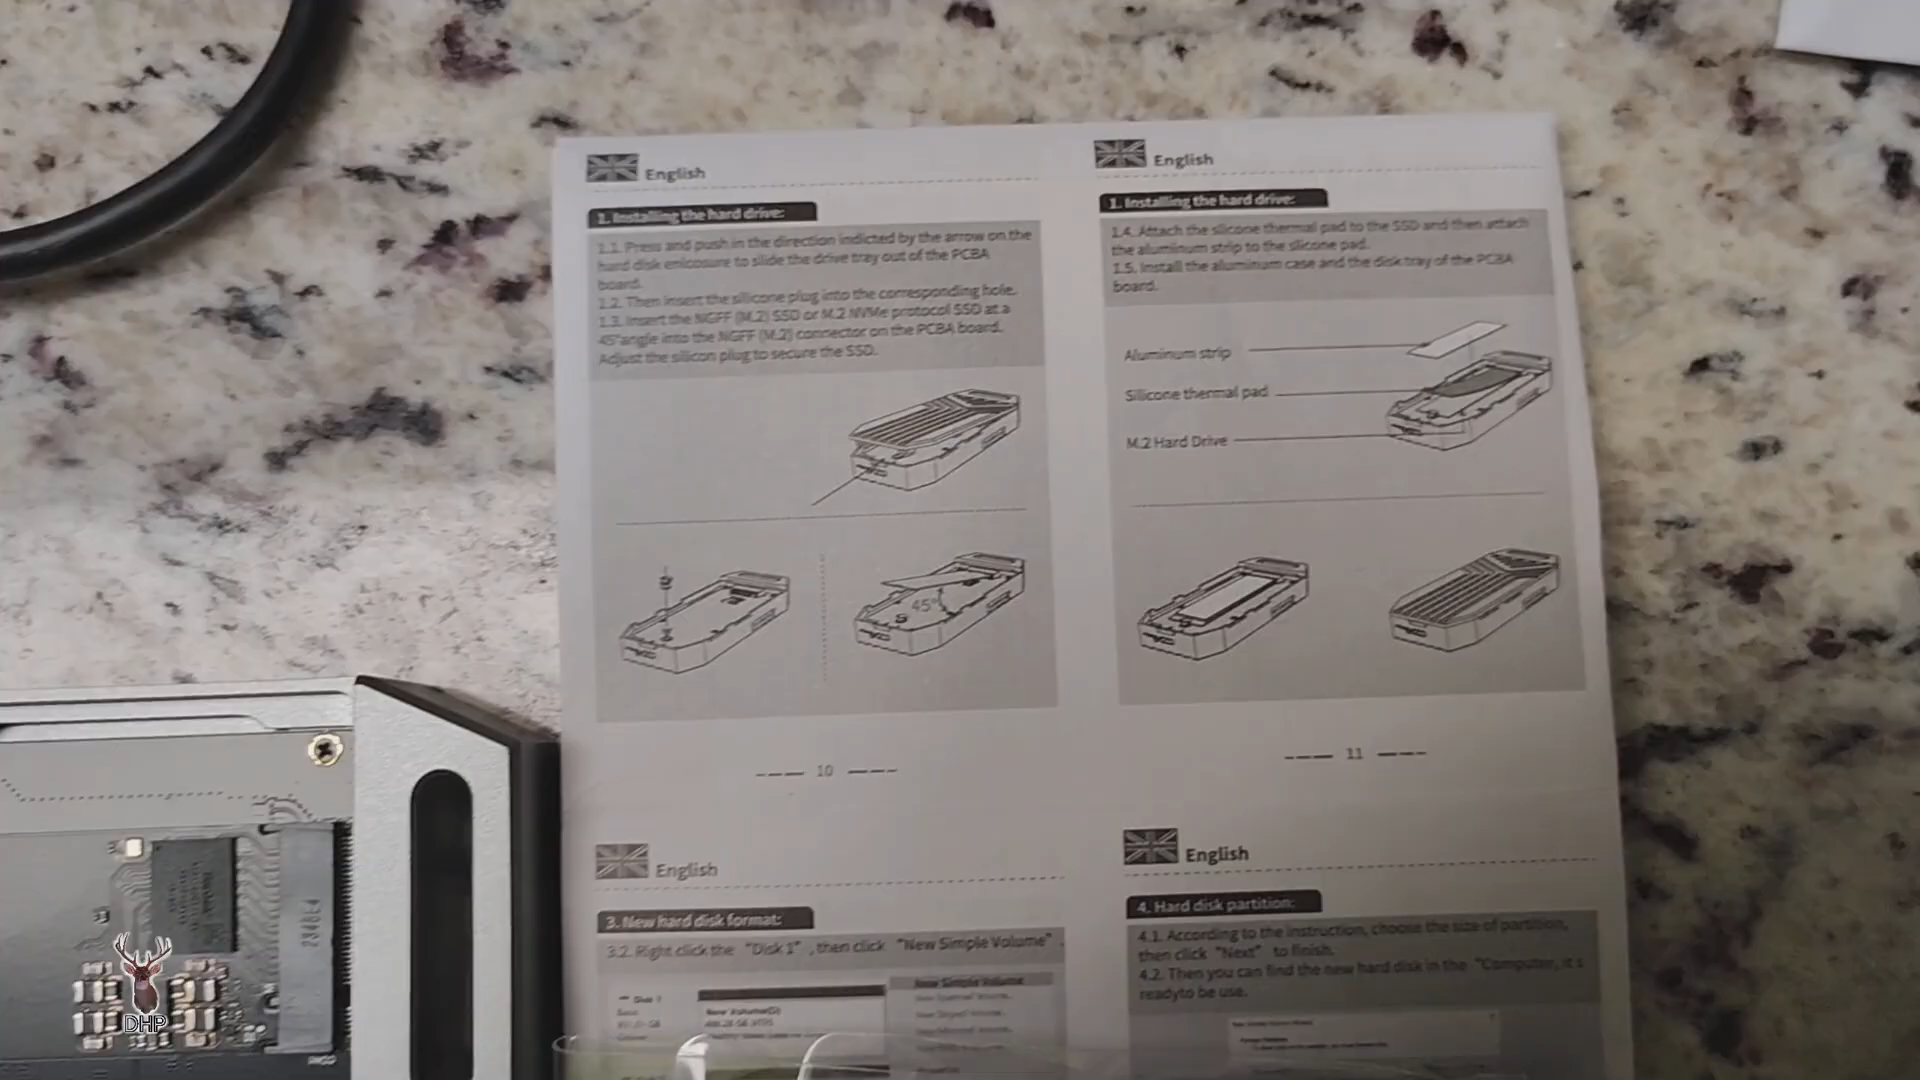 English
1. Installing the hard drive:
1.1. Press and push in the direction indicted by the arrow on the
hard disk enlcosure to slide the drive tray out of the PCBA
board.
1.2. Then insert the silicone plug into the corresponding hole.
1.3. Insert the NGFF (M.2) SSD or M.2 NVMe protocol SSD at a
45°angle into the NGFF (M.2) connector on the PCBA board.
Adjust the silicon plug to secure the SSD.
45°
10
English
1. Installing the hard drive:
1.4. Attach the slicone thermal pad to the SSD and then attach
the aluminum strip to the slicone pad.
1.5. Install the aluminum case and the disk tray of the PCBA
board.
Aluminum strip
Silicone thermal pad
M.2 Hard Drive
11
English
3. New hard disk format:
3.2. Right click the “Disk 1”, then click “New Simple Volume”.
Disk 1
New Volume
New Simple Volume
English
4. Hard disk partition:
4.1. According to the instruction, choose the size of partition,
then click “Next” to finish.
4.2. Then you can find the new hard disk in the “Computer, it s
readyto be use.
DHP